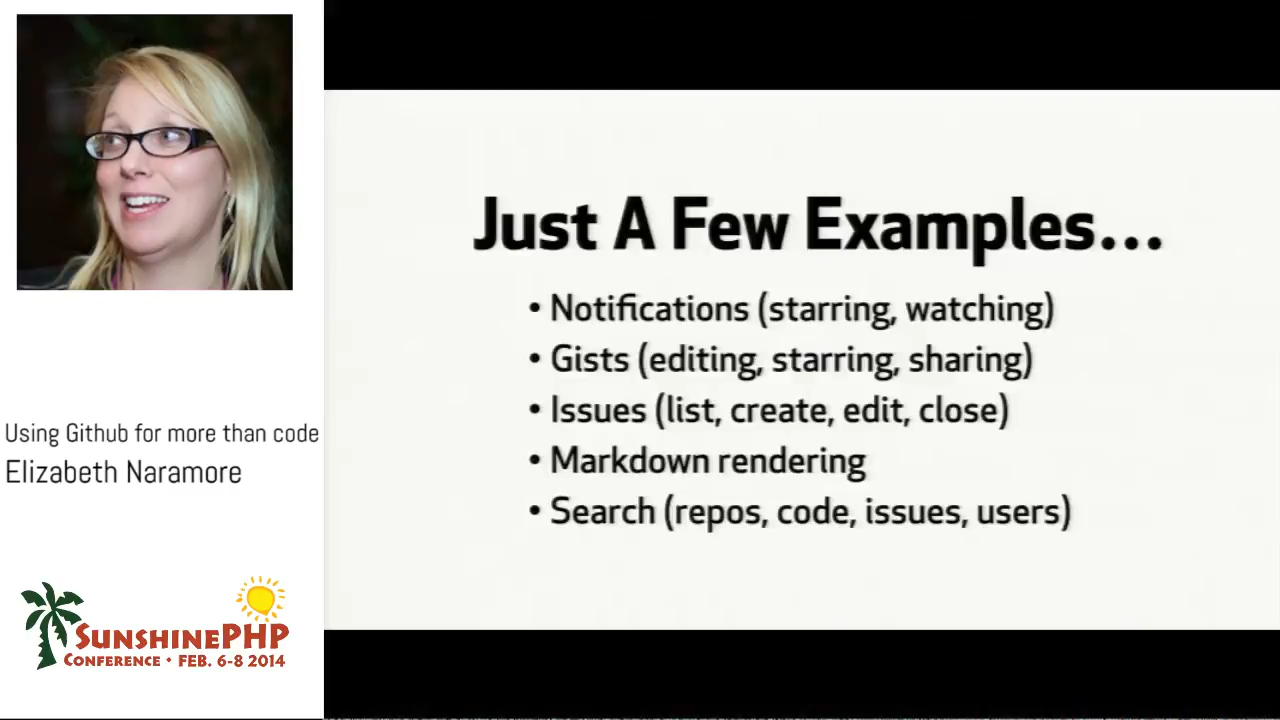 Using Github for more than code
Elizabeth Naramore
SUNSHINEPHP
CONFERENCE • FEB. 6-8 2014
Just A Few Examples...
• Notifications (starring, watching)
• Gists (editing, starring, sharing)
• Issues (list, create, edit, close)
• Markdown rendering
• Search (repos, code, issues, users)